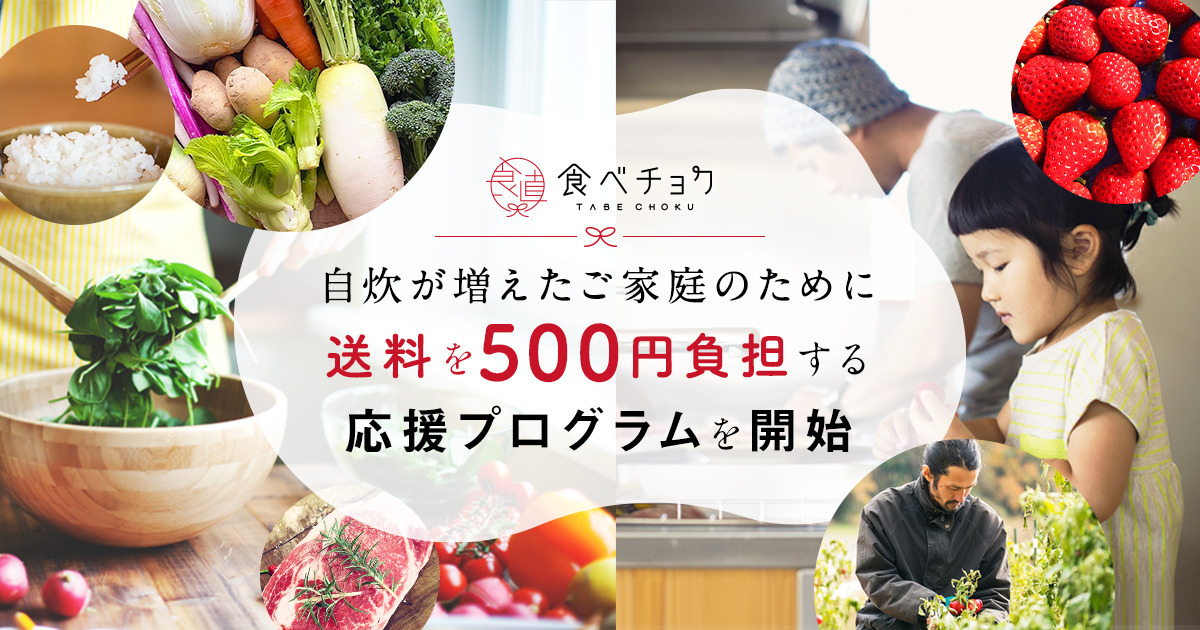 食直
食べチョク
TABE CHOKU
自炊が増えたご家庭のために
送料を500円負担する
応援プログラムを開始